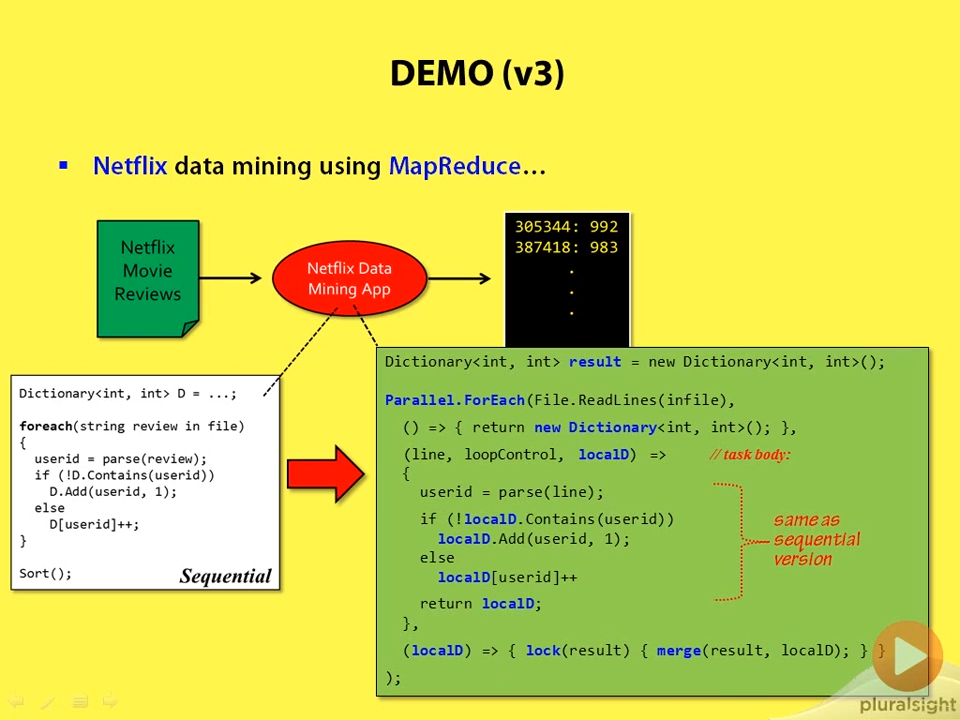 DEMO (v3)
▪ Netflix data mining using MapReduce…
Netflix
Movie
Reviews
Netflix Data
Mining App
305344: 992
387418: 983
.
.
.
Dictionary<int, int> D = ...;
foreach(string review in file)
{
  userid = parse(review);
  if (!D.Contains(userid))
    D.Add(userid, 1);
  else
    D[userid]++;
}
Sort();
Sequential
Dictionary<int, int> result = new Dictionary<int, int>();
Parallel.ForEach(File.ReadLines(infile),
  () => { return new Dictionary<int, int>(); },
  (line, loopControl, localD) => // task body:
  {
    userid = parse(line);
    if (!localD.Contains(userid))
      localD.Add(userid, 1);
    else
      localD[userid]++
    return localD;
  },
  (localD) => { lock(result) { merge(result, localD); } }
);
same as
sequential
version
pluralsight